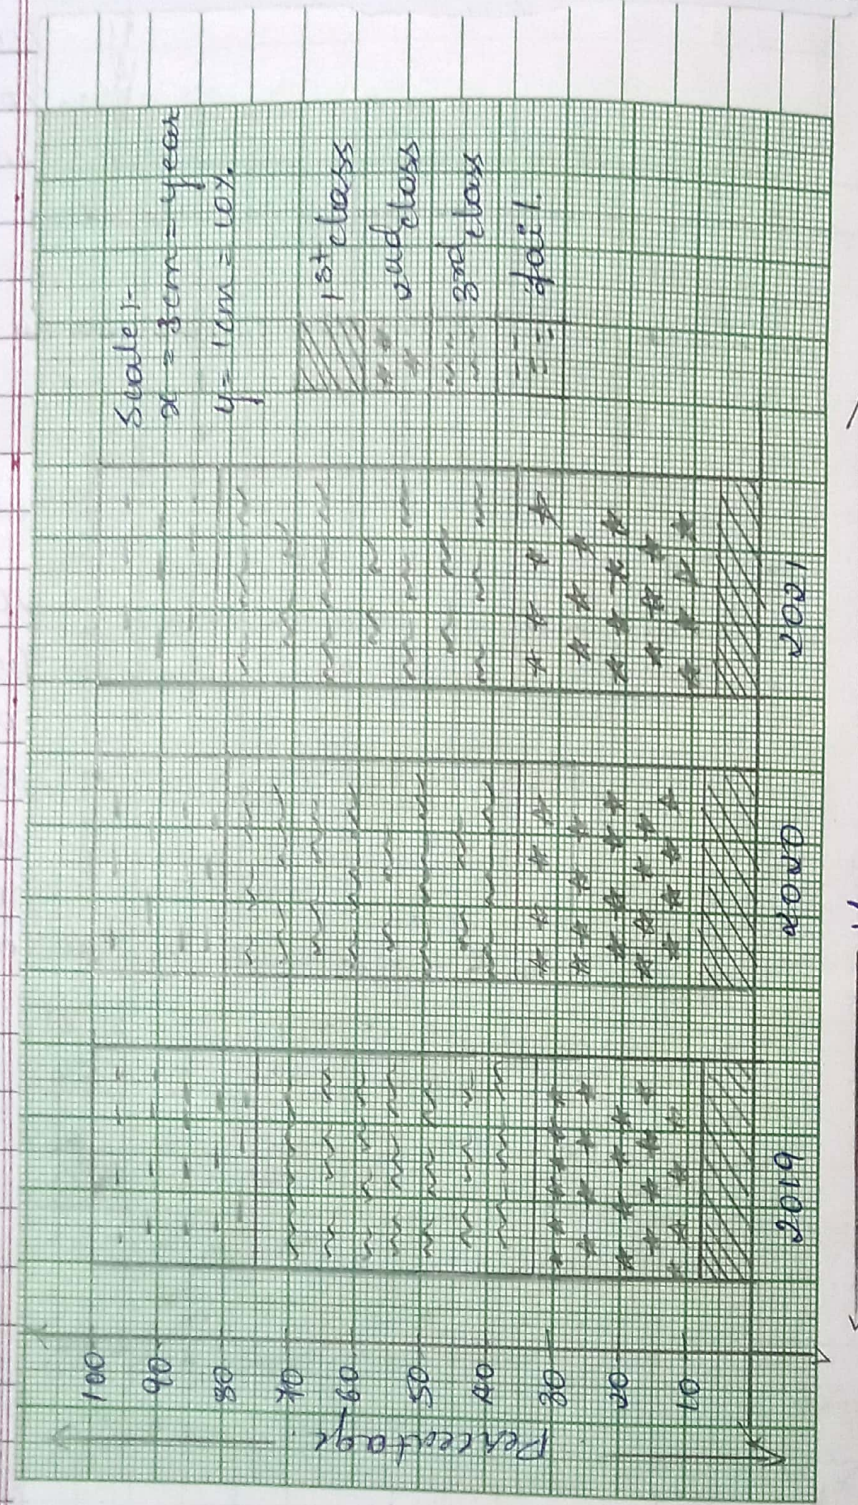 Scale:-
x = 3cm = year
y = 1cm = 10%
1st class
2nd class
3rd class
fail.
Percentage
100
90
80
70
60
50
40
30
20
10
2019
2020
2021